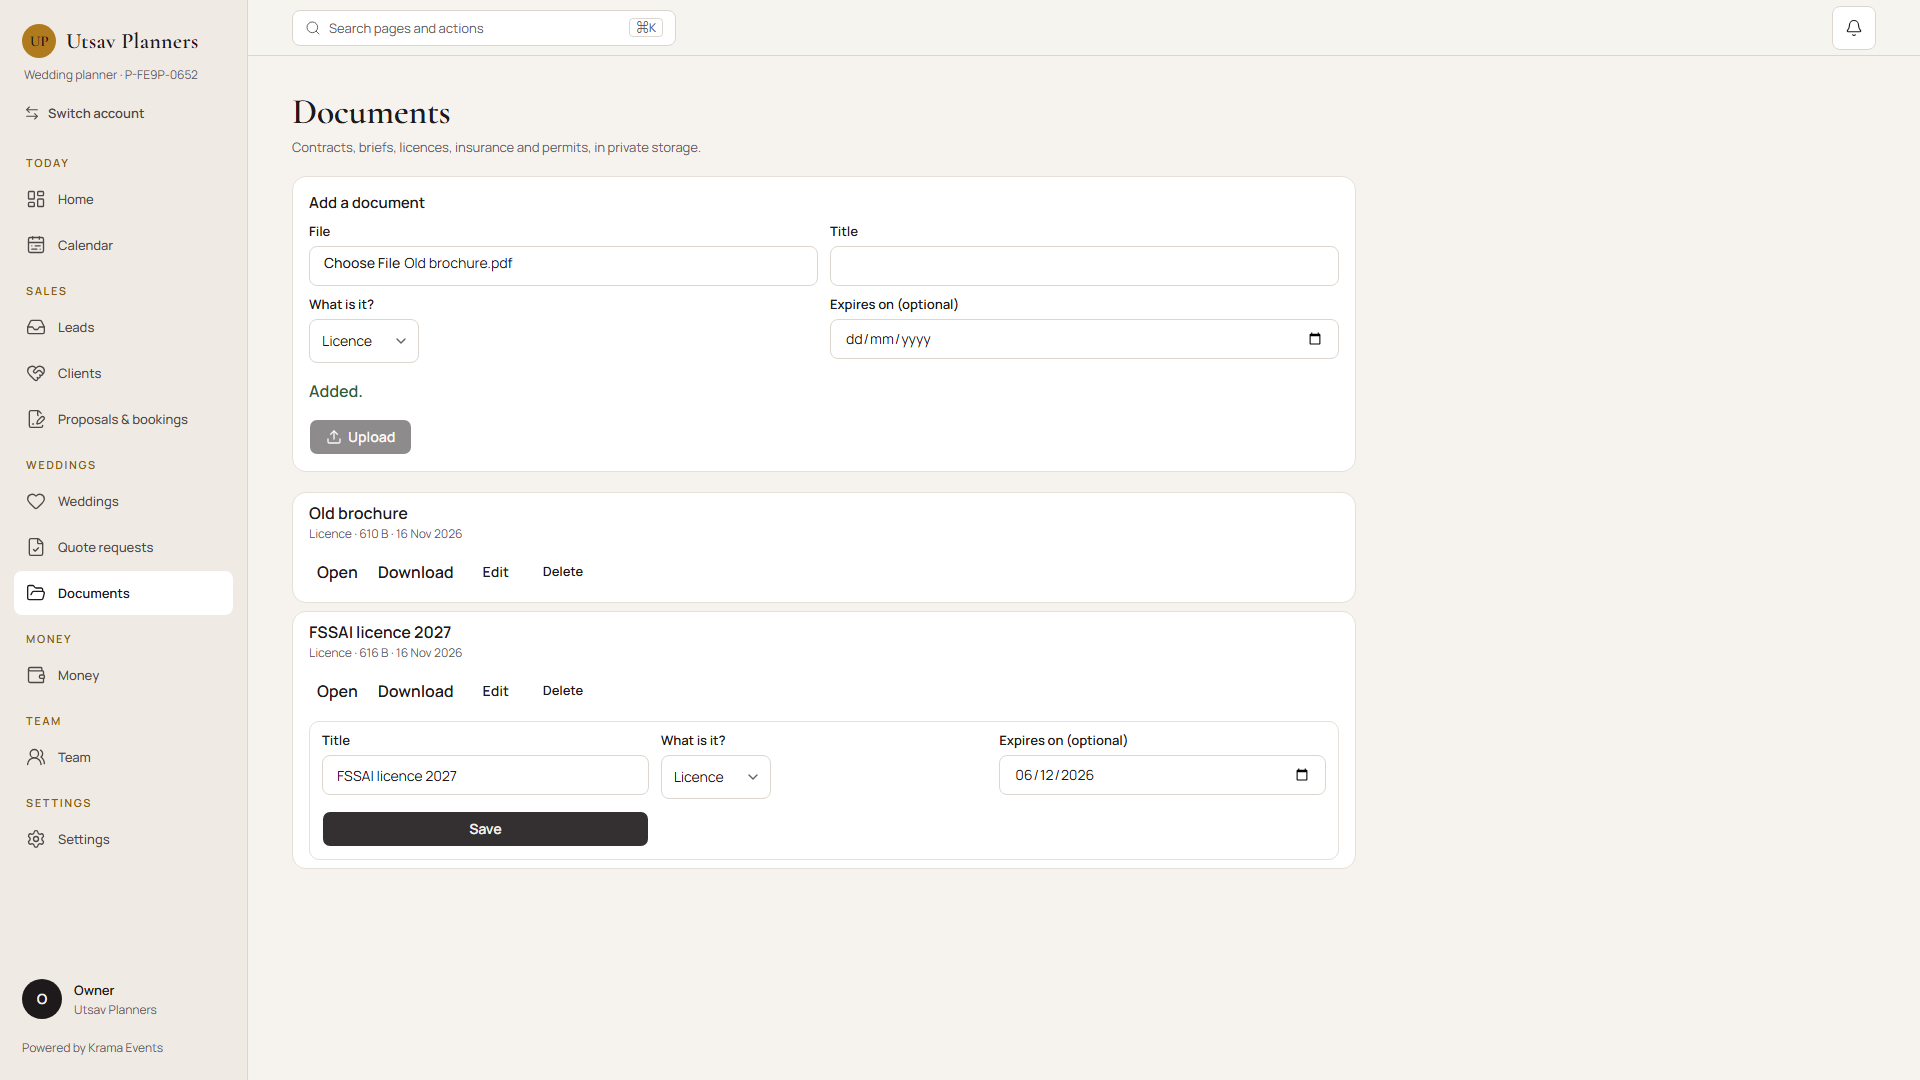 UP Utsav Planners
Wedding planner · P-FE9P-0652
Switch account
TODAY
Home
Calendar
SALES
Leads
Clients
Proposals & bookings
WEDDINGS
Weddings
Quote requests
Documents
MONEY
Money
TEAM
Team
SETTINGS
Settings
O
Owner
Utsav Planners
Powered by Krama Events
Search pages and actions ⌘K
Documents
Contracts, briefs, licences, insurance and permits, in private storage.
Add a document
File Title
Choose File Old brochure.pdf
What is it? Expires on (optional)
Licence dd/mm/yyyy
Added.
Upload
Old brochure
Licence · 610 B · 16 Nov 2026
Open Download Edit Delete
FSSAI licence 2027
Licence · 616 B · 16 Nov 2026
Open Download Edit Delete
Title What is it? Expires on (optional)
FSSAI licence 2027 Licence 06/12/2026
Save